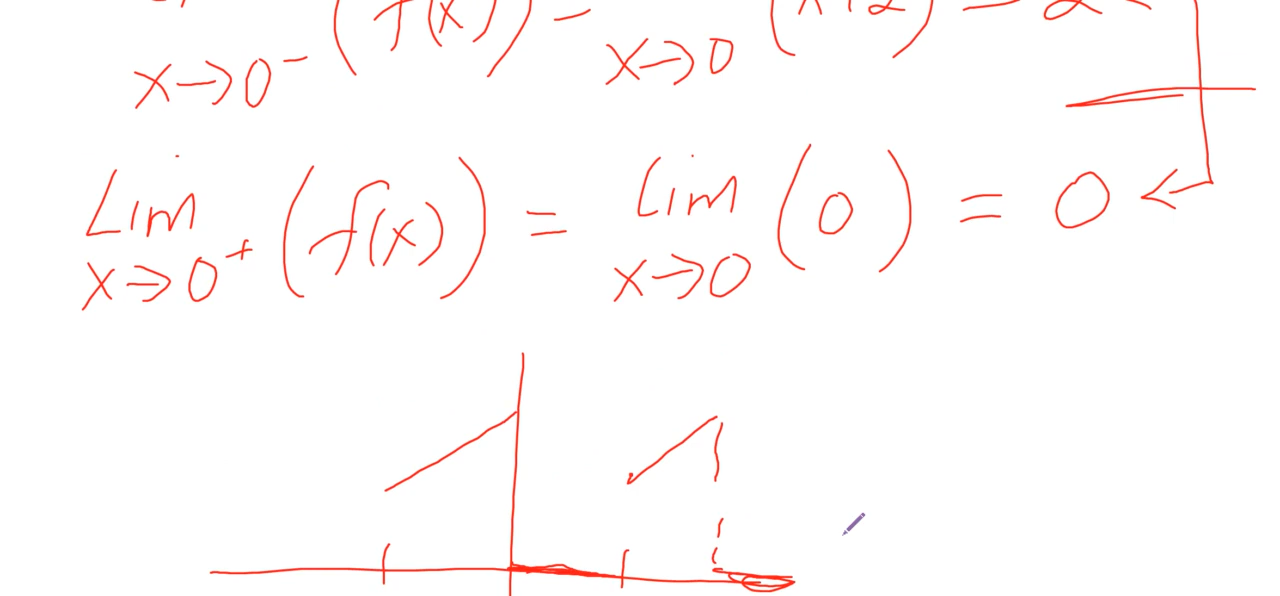 (f(x)) = (x+2) = 2
x→0⁻ x→0
Lim (f(x)) = Lim (0) = 0
x→0⁺ x→0